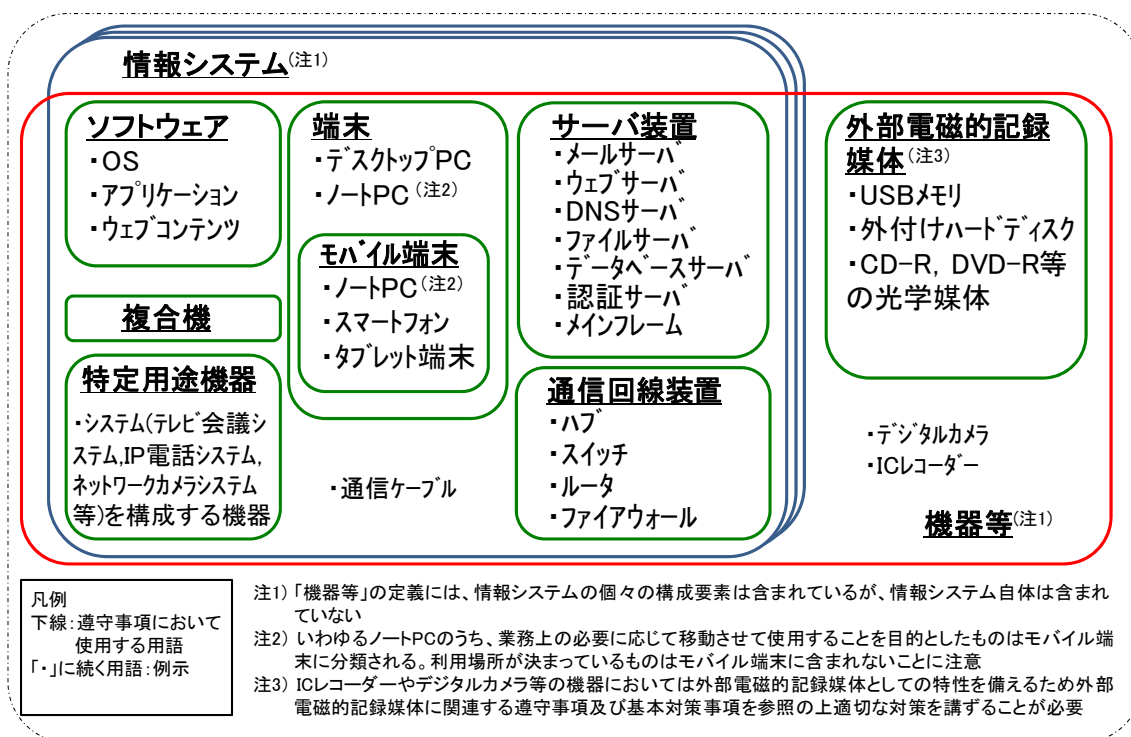 情報システム(注1)
ソフトウェア
・OS
・アプリケーション
・ウェブコンテンツ
複合機
特定用途機器
・システム(テレビ会議シ
ステム,IP電話システム,
ネットワークカメラシステム
等)を構成する機器
端末
・デスクトップPC
・ノートPC(注2)
モバイル端末
・ノートPC(注2)
・スマートフォン
・タブレット端末
・通信ケーブル
サーバ装置
・メールサーバ
・ウェブサーバ
・DNSサーバ
・ファイルサーバ
・データベースサーバ
・認証サーバ
・メインフレーム
通信回線装置
・ハブ
・スイッチ
・ルータ
・ファイアウォール
外部電磁的記録
媒体(注3)
・USBメモリ
・外付けハードディスク
・CD-R, DVD-R等
の光学媒体
・デジタルカメラ
・ICレコーダー
機器等(注1)
凡例
下線:遵守事項において
使用する用語
「・」に続く用語:例示
注1) 「機器等」の定義には、情報システムの個々の構成要素は含まれているが、情報システム自体は含まれ
ていない
注2) いわゆるノートPCのうち、業務上の必要に応じて移動させて使用することを目的としたものはモバイル端
末に分類される。利用場所が決まっているものはモバイル端末に含まれないことに注意
注3) ICレコーダーやデジタルカメラ等の機器においては外部電磁的記録媒体としての特性を備えるため外部
電磁的記録媒体に関連する遵守事項及び基本対策事項を参照の上適切な対策を講ずることが必要